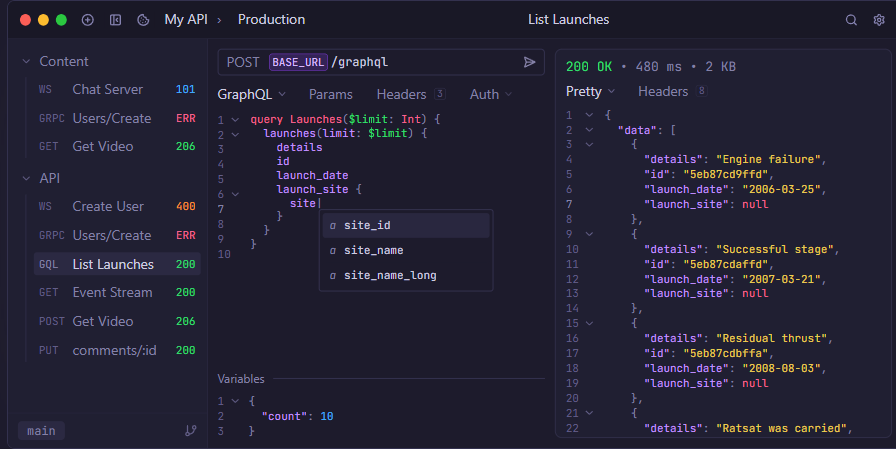 My API › Production
List Launches
Content
WS Chat Server 101
GRPC Users/Create ERR
GET Get Video 206
API
WS Create User 400
GRPC Users/Create ERR
GQL List Launches 200
GET Event Stream 200
POST Get Video 206
PUT comments/:id 200
main
POST BASE_URL /graphql
GraphQL Params Headers 3 Auth
1 query Launches($limit: Int) {
2 launches(limit: $limit) {
3 details
4 id
5 launch_date
6 launch_site {
7 site
8 }
9 }
}
10
a site_id
a site_name
a site_name_long
Variables
1 {
2 "count": 10
3 }
200 OK • 480 ms • 2 KB
Pretty Headers 8
1 {
2 "data": [
3 {
4 "details": "Engine failure",
5 "id": "5eb87cd9ffd",
6 "launch_date": "2006-03-25",
7 "launch_site": null
8 },
9 {
10 "details": "Successful stage",
11 "id": "5eb87cdaffd",
12 "launch_date": "2007-03-21",
13 "launch_site": null
14 },
15 {
16 "details": "Residual thrust",
17 "id": "5eb87cdbffa",
18 "launch_date": "2008-08-03",
19 "launch_site": null
20 },
21 {
22 "details": "Ratsat was carried",